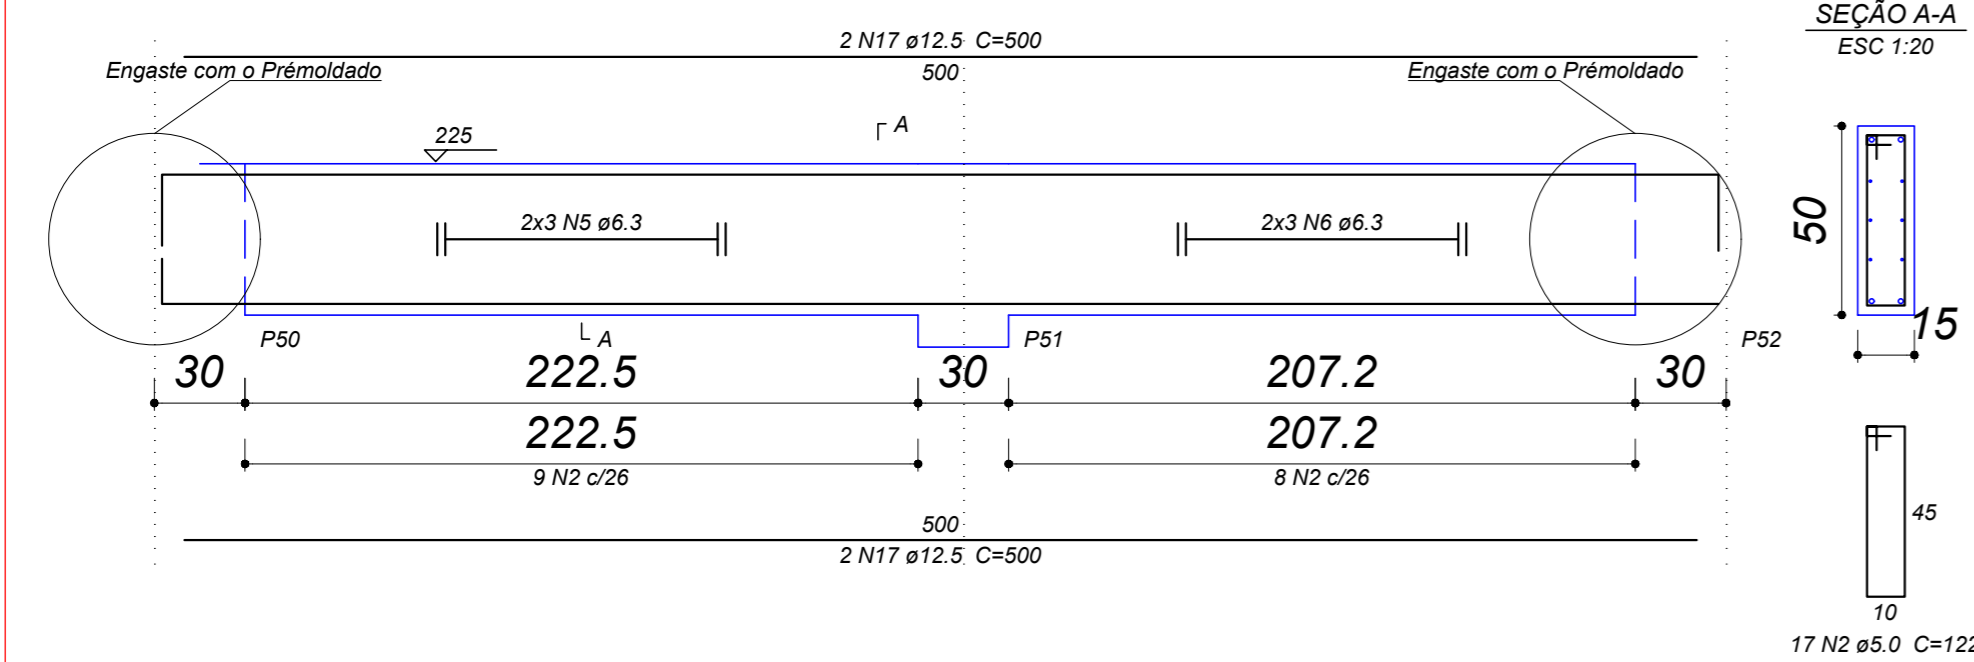 2 N17 ø12.5 C=500
500
Engaste com o Prémoldado
Engaste com o Prémoldado
SEÇÃO A-A
ESC 1:20
A
225
2x3 N5 ø6.3
2x3 N6 ø6.3
50
15
P50
A
P51
P52
30
222.5
30
207.2
30
222.5
207.2
9 N2 c/26
8 N2 c/26
500
2 N17 ø12.5 C=500
45
10
17 N2 ø5.0 C=122